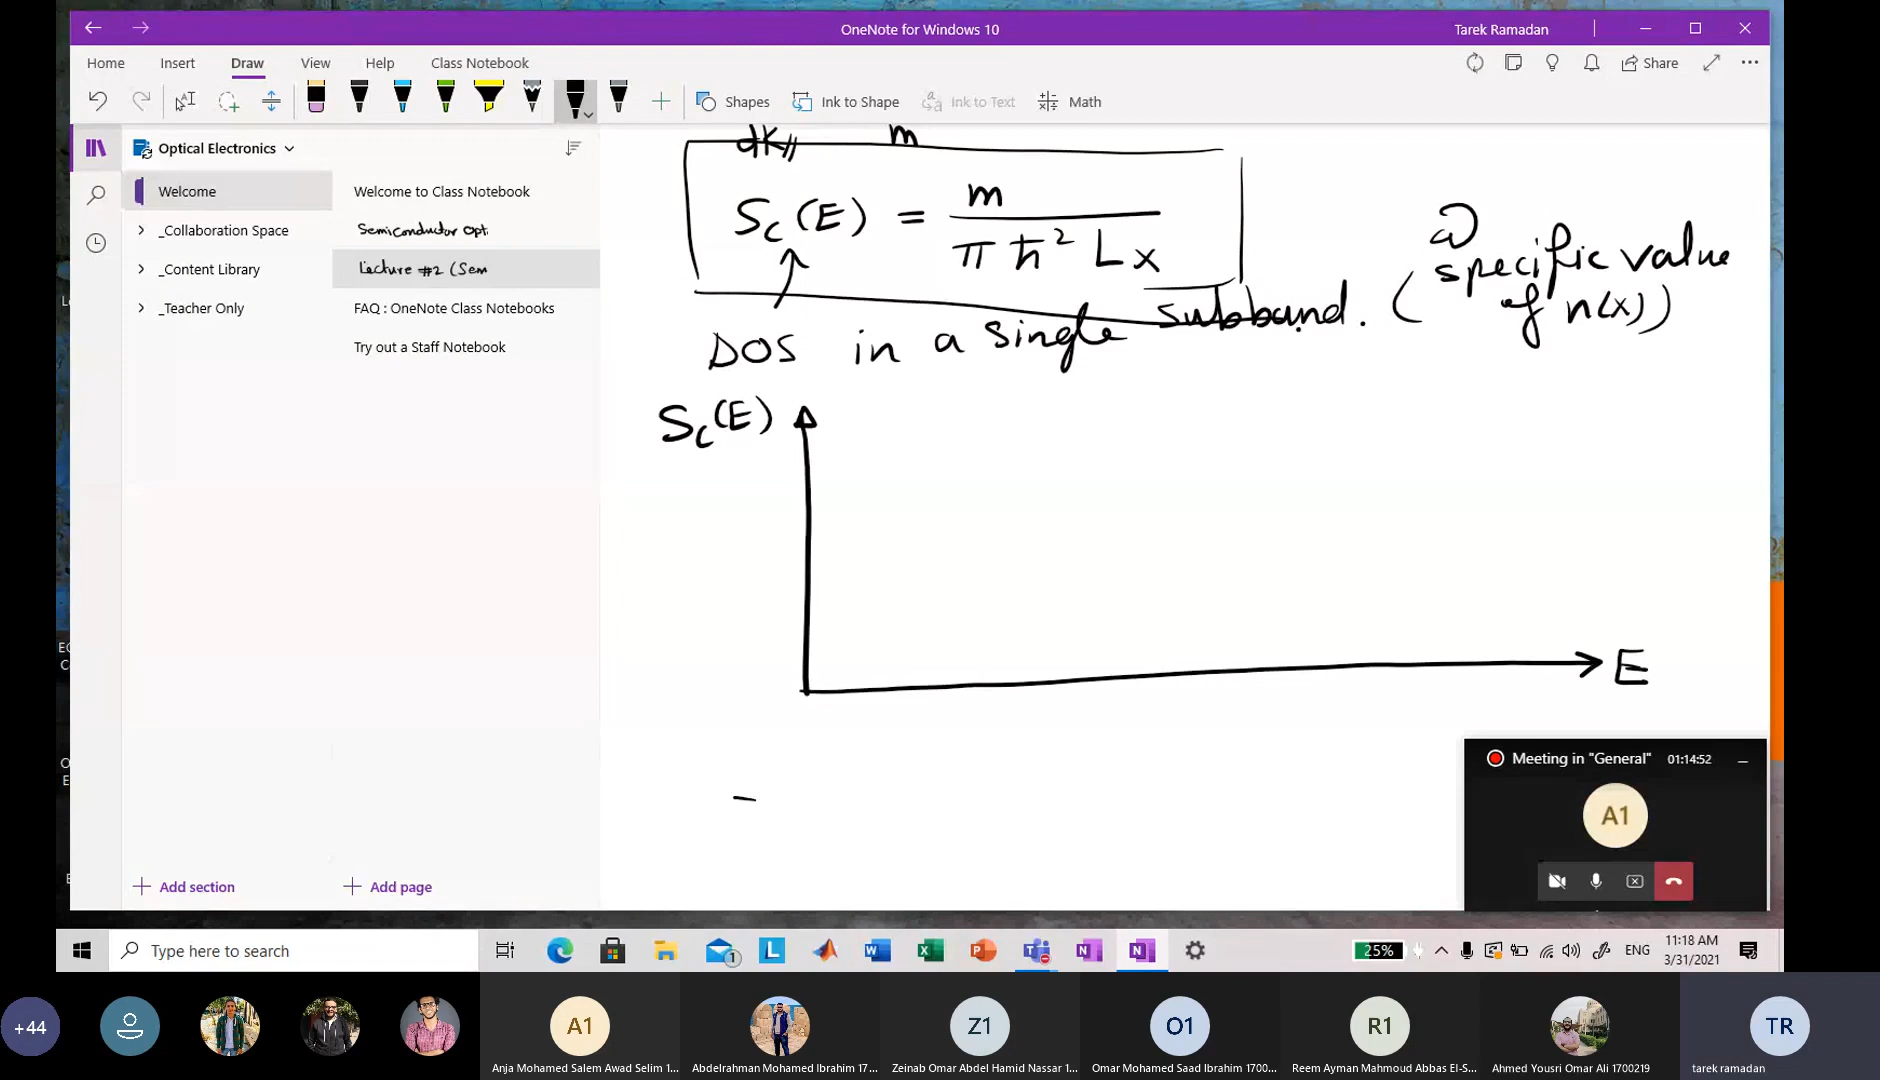 OneNote for Windows 10
Tarek Ramadan
Home Insert Draw View Help Class Notebook
Share
Shapes Ink to Shape Ink to Text Math
Optical Electronics
Welcome
_Collaboration Space
_Content Library
_Teacher Only
Welcome to Class Notebook
Semiconductor Opt
Lecture #2 (Sem
FAQ : OneNote Class Notebooks
Try out a Staff Notebook
Add section
Add page
dk// m
Sc(E) = m / π ħ² Lx
@
specific value
DOS in a single subband. ( of n(x))
Sc(E)
E
Meeting in "General" 01:14:52
A1
Type here to search
1
25%
ENG
11:18 AM
3/31/2021
+44
A1
Z1
O1
R1
TR
Anja Mohamed Salem Awad Selim 1...
Abdelrahman Mohamed Ibrahim 17...
Zeinab Omar Abdel Hamid Nassar 1...
Omar Mohamed Saad Ibrahim 1700...
Reem Ayman Mahmoud Abbas El-S...
Ahmed Yousri Omar Ali 1700219
tarek ramadan